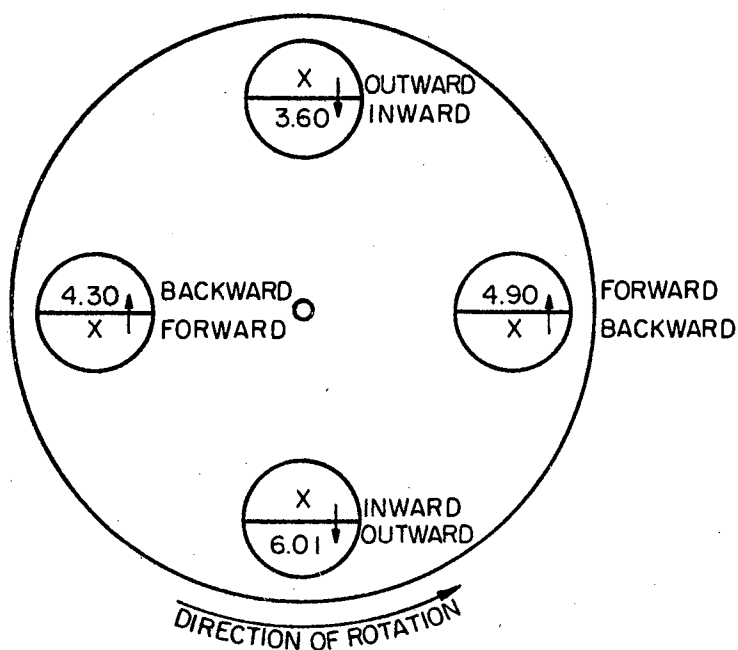 X OUTWARD
3.60 INWARD
4.30 BACKWARD
X FORWARD
4.90 FORWARD
X BACKWARD
X INWARD
6.01 OUTWARD
DIRECTION OF ROTATION